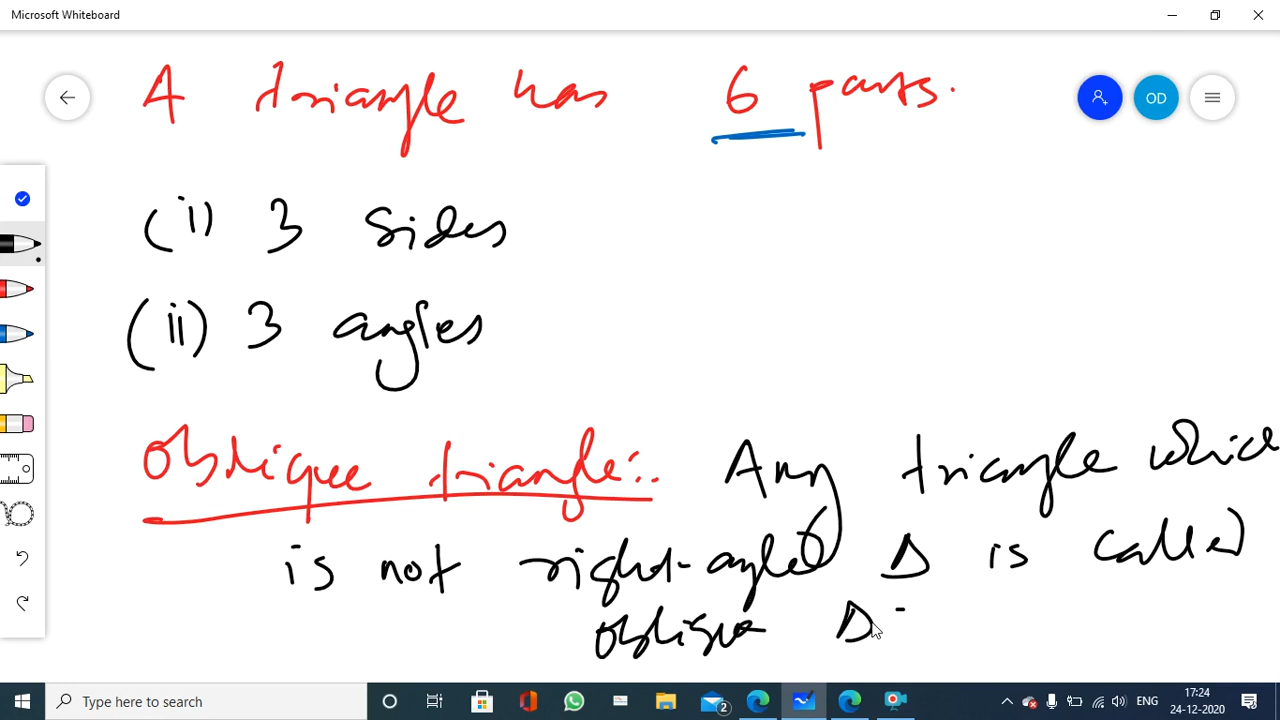 Microsoft Whiteboard
A triangle has 6 parts.
OD
(i) 3 sides
(ii) 3 angles
Oblique triangle:. Any triangle which
is not right-angled Δ is called
oblique Δ.
Type here to search
2
ENG
17:24
24-12-2020